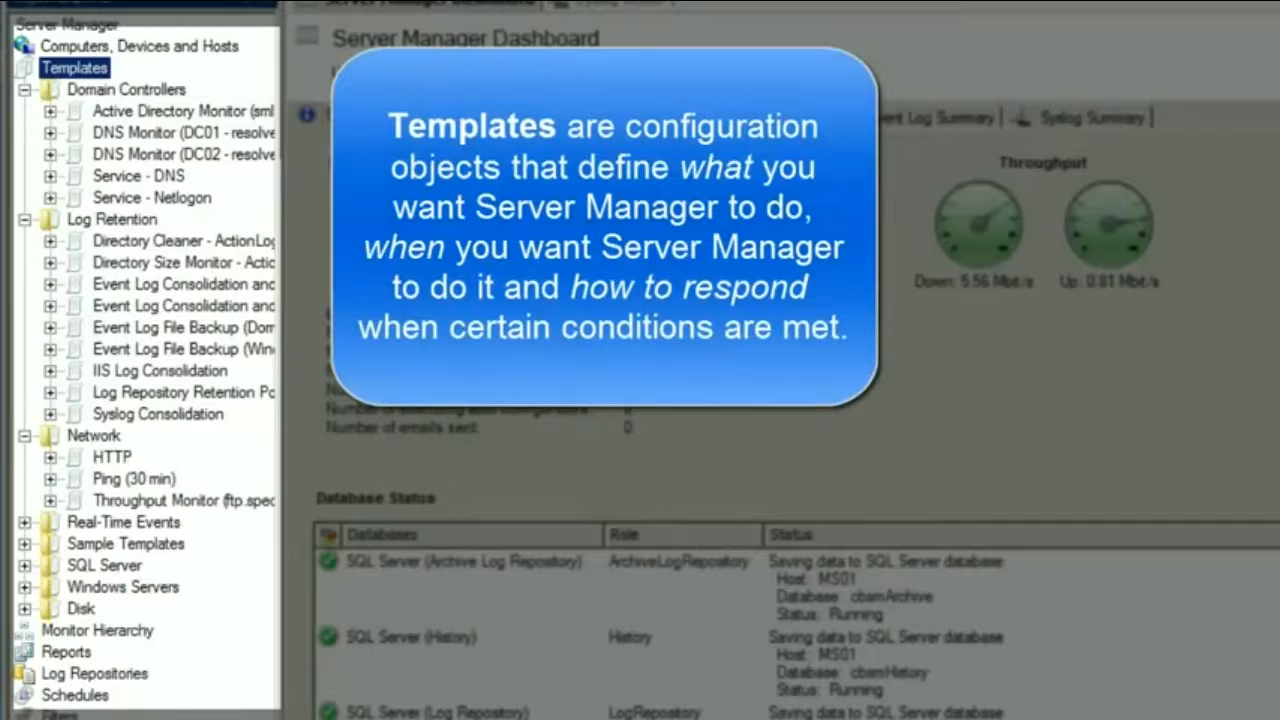 Server Manager
Computers, Devices and Hosts
Templates
Domain Controllers
Active Directory Monitor (sml
DNS Monitor (DC01 - resolve
DNS Monitor (DC02 - resolve
Service - DNS
Service - Netlogon
Log Retention
Directory Cleaner - ActionLog
Directory Size Monitor - Actic
Event Log Consolidation and
Event Log Consolidation and
Event Log File Backup (Dom
Event Log File Backup (Win
IIS Log Consolidation
Log Repository Retention Po
Syslog Consolidation
Network
HTTP
Ping (30 min)
Throughput Monitor (ftp.spec
Real-Time Events
Sample Templates
SQL Server
Windows Servers
Disk
Monitor Hierarchy
Reports
Log Repositories
Schedules
Filters
Server Manager Dashboard
Templates are configuration
objects that define what you
want Server Manager to do,
when you want Server Manager
to do it and how to respond
when certain conditions are met.
Log Summary
Syslog Summary
Throughput
Down: 5.56 Mbit/s
Up: 0.81 Mbit/s
Number of emails sent: 0
Database Status
Databases Role Status
SQL Server (Archive Log Repository) ArchiveLogRepository Saving data to SQL Server database
Host: MS01
Database: cbamArchive
Status: Running
SQL Server (History) History Saving data to SQL Server database
Host: MS01
Database: cbamHistory
Status: Running
SQL Server (Log Repository) LogRepository Saving data to SQL Server database